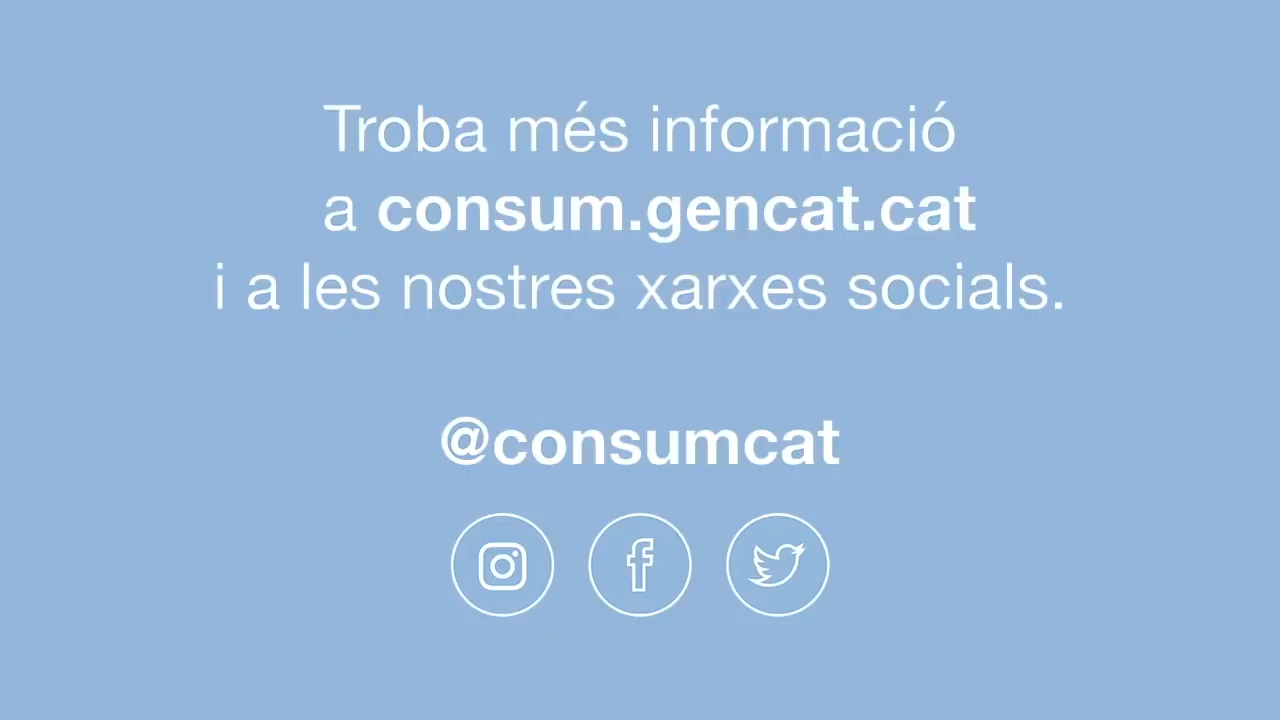 Troba més informació
a consum.gencat.cat
i a les nostres xarxes socials.
@consumcat